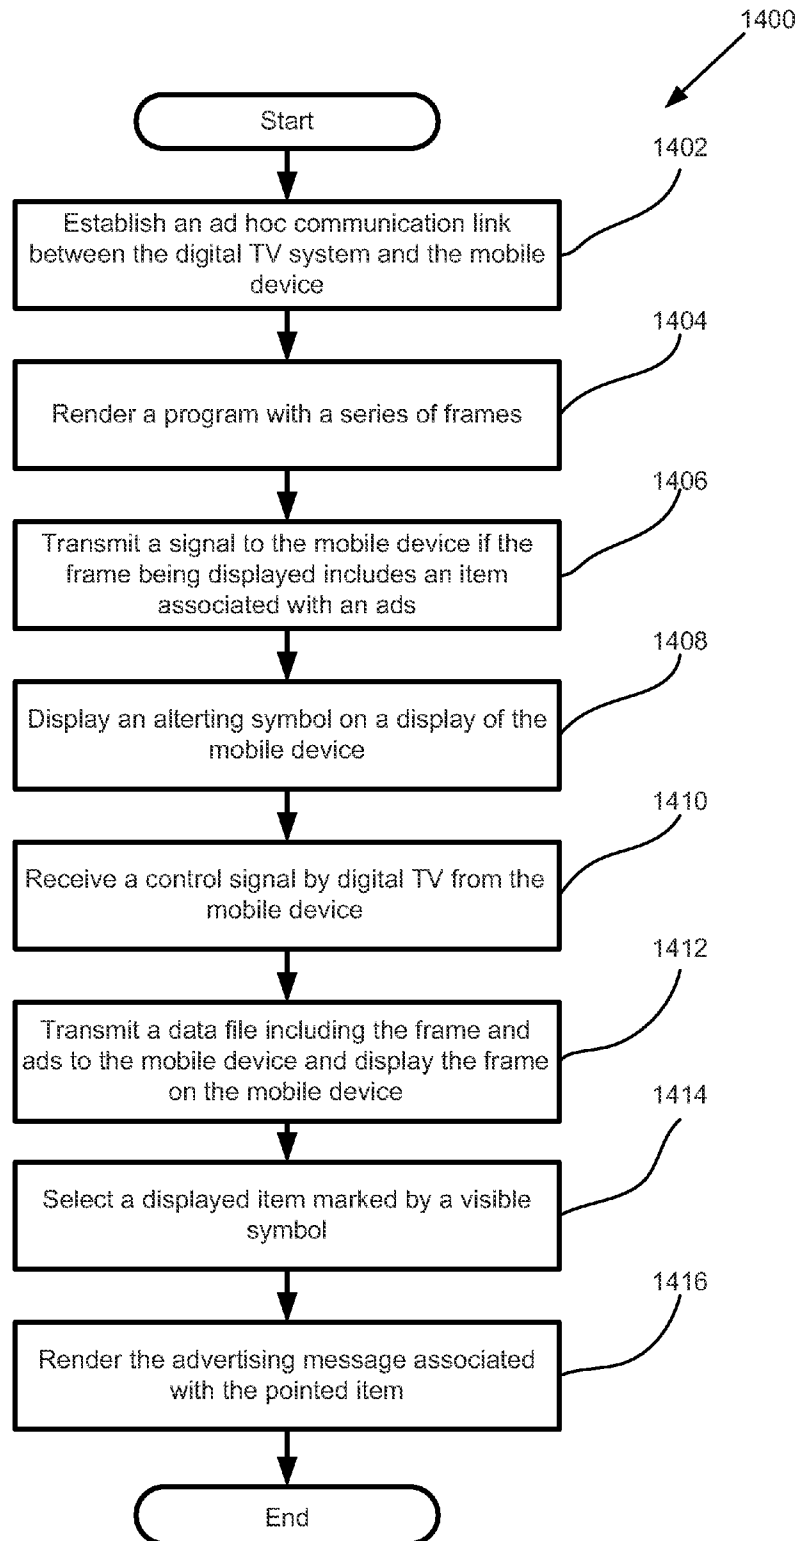 1400
Start
1402
Establish an ad hoc communication link
between the digital TV system and the mobile
device
1404
Render a program with a series of frames
1406
Transmit a signal to the mobile device if the
frame being displayed includes an item
associated with an ads
1408
Display an alterting symbol on a display of the
mobile device
1410
Receive a control signal by digital TV from the
mobile device
1412
Transmit a data file including the frame and
ads to the mobile device and display the frame
on the mobile device
1414
Select a displayed item marked by a visible
symbol
1416
Render the advertising message associated
with the pointed item
End